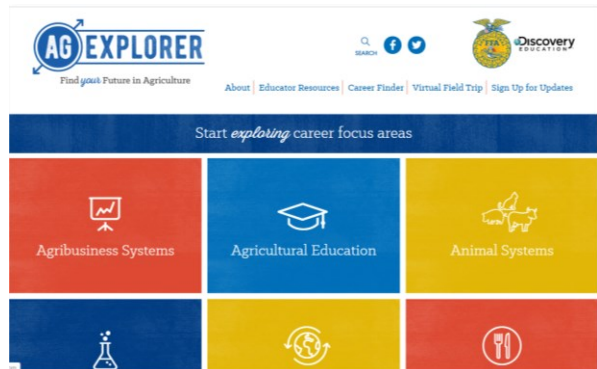 AG EXPLORER
Find your Future in Agriculture
SEARCH
FFA
Discovery
EDUCATION
About | Educator Resources | Career Finder | Virtual Field Trip | Sign Up for Updates
Start exploring career focus areas
Agribusiness Systems
Agricultural Education
Animal Systems